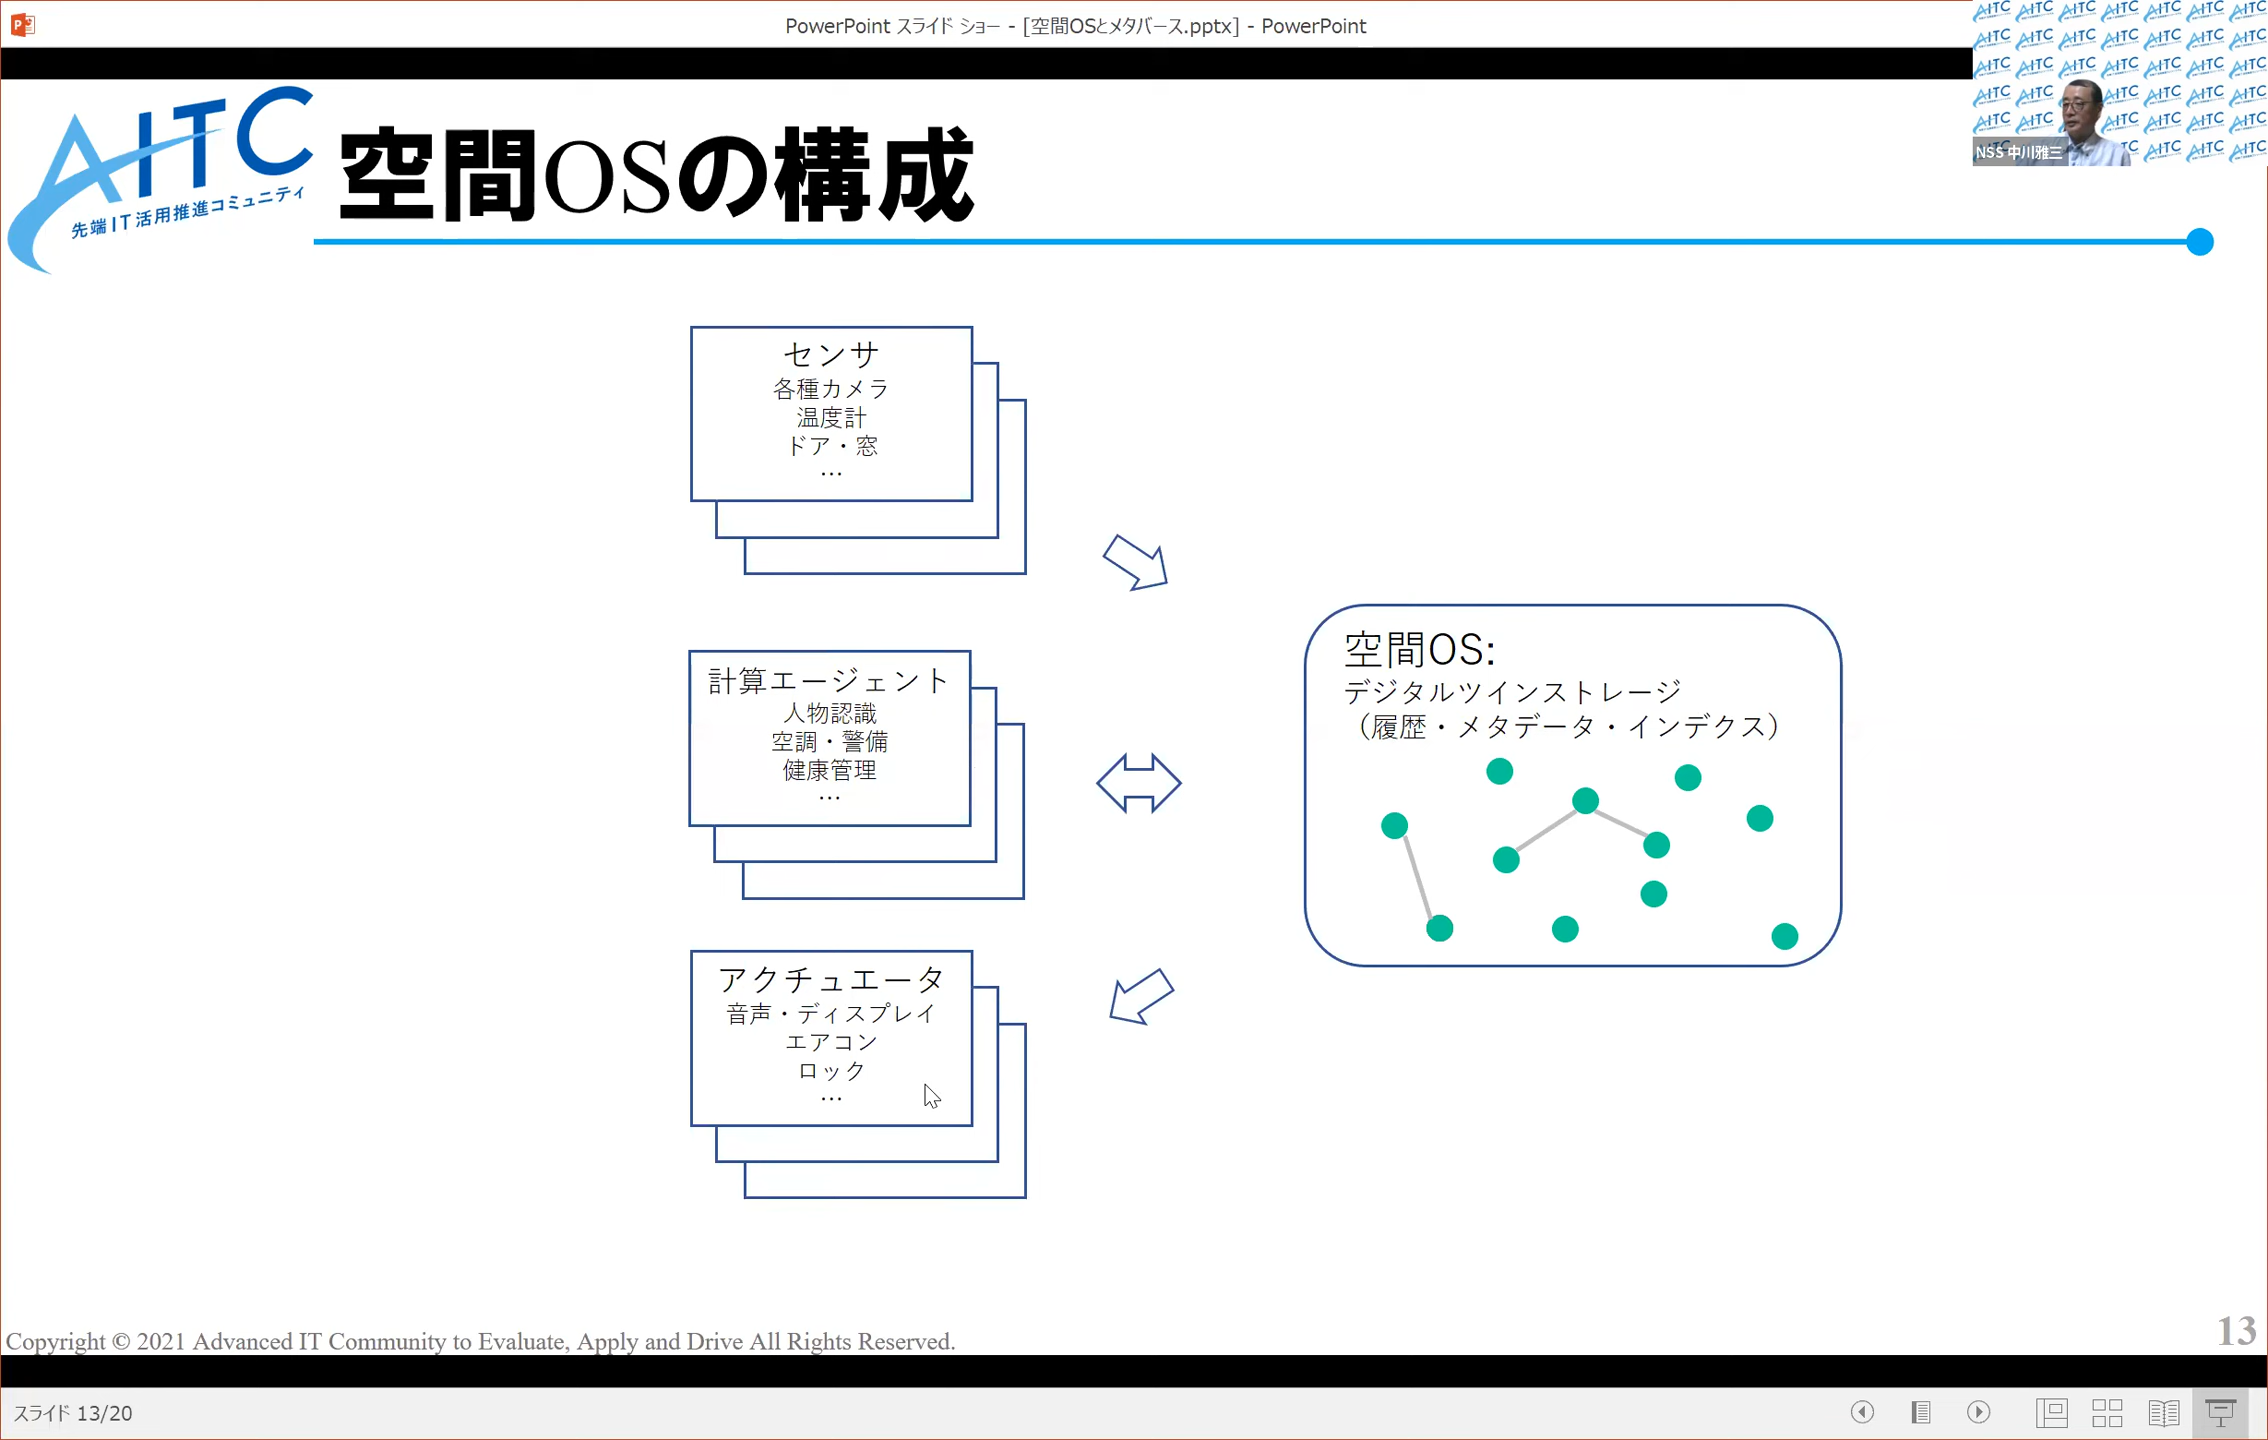 PowerPoint スライド ショー - [空間OSとメタバース.pptx] - PowerPoint
AITC
先端IT活用推進コミュニティ
空間OSの構成
NSS 中川雅三
センサ
各種カメラ
温度計
ドア・窓
…
計算エージェント
人物認識
空調・警備
健康管理
…
アクチュエータ
音声・ディスプレイ
エアコン
ロック
…
空間OS:
デジタルツインストレージ
（履歴・メタデータ・インデクス）
Copyright © 2021 Advanced IT Community to Evaluate, Apply and Drive All Rights Reserved.
13
スライド 13/20